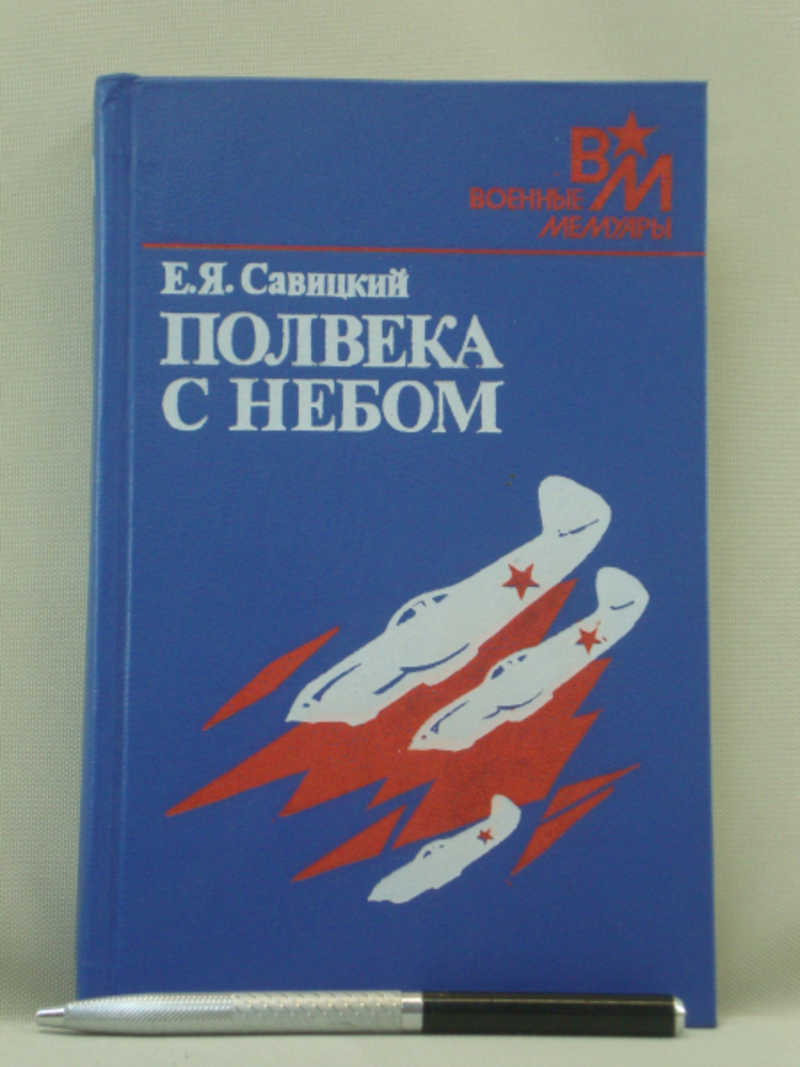 ВМ
ВОЕННЫЕ
МЕМУАРЫ
Е.Я. Савицкий
ПОЛВЕКА
С НЕБОМ